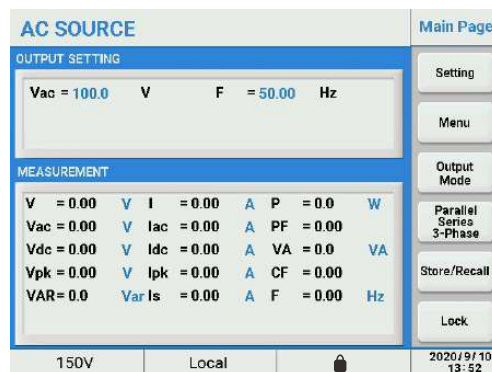 AC SOURCE
Main Page
OUTPUT SETTING
Vac = 100.0 V F = 50.00 Hz
Setting
Menu
Output
Mode
Parallel
Series
3-Phase
Store/Recall
Lock
MEASUREMENT
V = 0.00 V I = 0.00 A P = 0.0 W
Vac = 0.00 V Iac = 0.00 A PF = 0.00
Vdc = 0.00 V Idc = 0.00 A VA = 0.0 VA
Vpk = 0.00 V Ipk = 0.00 A CF = 0.00
VAR= 0.0 Var Is = 0.00 A F = 0.00 Hz
150V Local
2020/9/10
13:52